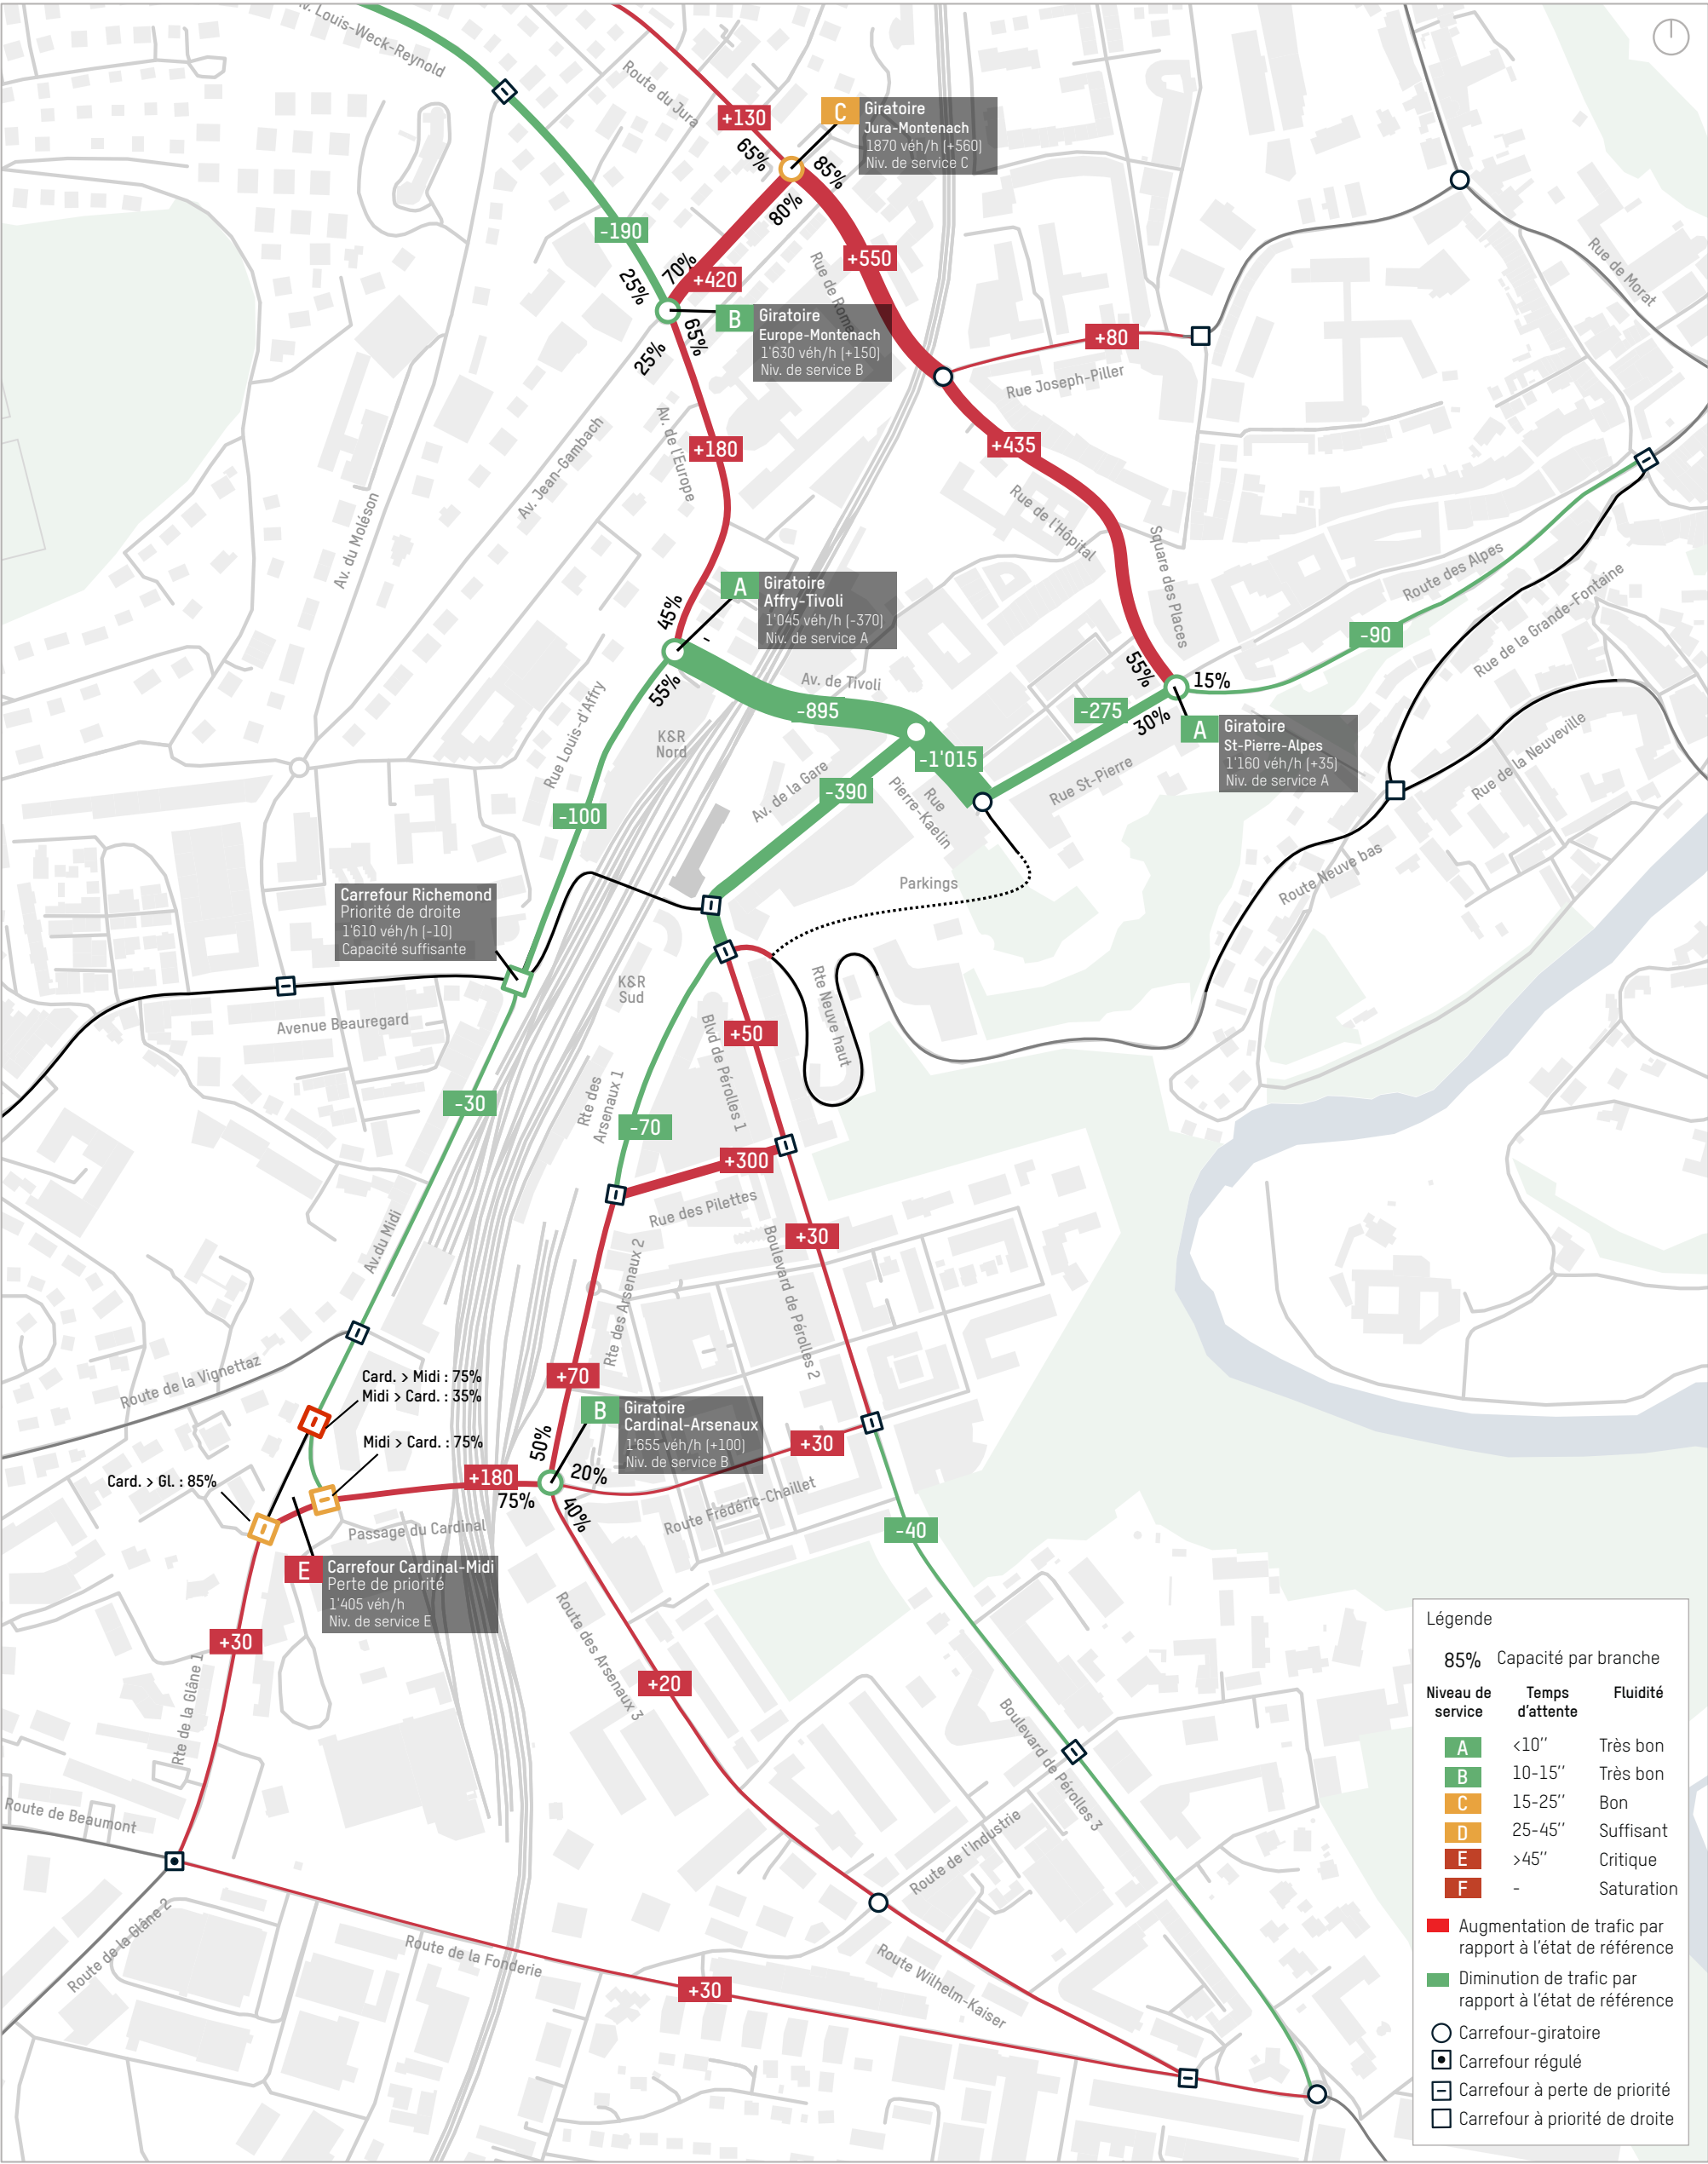 Av. Louis-Weck-Reynold
Route du Jura
+130
C
Giratoire
Jura-Montenach
1870 véh/h (+560)
Niv. de service C
65%
85%
80%
-190
+550
Rue de Rome
Rue de Morat
25%
70%
+420
B
Giratoire
Europe-Montenach
1'630 véh/h (+150)
Niv. de service B
65%
25%
+80
Rue Joseph-Piller
Av. Jean-Gambach
Av. de l'Europe
+180
+435
Av. du Moléson
Rue de l'Hôpital
Square des Places
Route des Alpes
Rue de la Grande-Fontaine
A
Giratoire
Affry-Tivoli
1'045 véh/h (-370)
Niv. de service A
45%
-
55%
-90
Rue Louis-d'Affry
Av. de Tivoli
-895
K&R
Nord
55%
15%
-275
30%
A
Giratoire
St-Pierre-Alpes
1'160 véh/h (+35)
Niv. de service A
-1'015
Rue St-Pierre
Rue de la Neuveville
-390
Av. de la Gare
Rue
Pierre-Kaelin
-100
Route Neuve bas
Parkings
Carrefour Richemond
Priorité de droite
1'610 véh/h (-10)
Capacité suffisante
K&R
Sud
Rte Neuve haut
Avenue Beauregard
+50
Blvd de Pérolles 1
-30
Rte des
Arsenaux 1
-70
+300
Rue des Pilettes
Av.du Midi
+30
Boulevard de Pérolles 2
Rte des Arsenaux 2
Route de la Vignettaz
Card. > Midi : 75%
Midi > Card. : 35%
+70
B
Giratoire
Cardinal-Arsenaux
1'655 véh/h (+100)
Niv. de service B
Midi > Card. : 75%
50%
+30
Card. > Gl. : 85%
+180
20%
75%
40%
Route Frédéric-Chaillet
Passage du Cardinal
-40
E
Carrefour Cardinal-Midi
Perte de priorité
1'405 véh/h
Niv. de service E
+30
Rte de la Glâne 1
Route des Arsenaux 3
+20
Boulevard de Pérolles 3
Route de Beaumont
Route de l'Industrie
Route de la Glâne 2
Route de la Fonderie
Route Wilhelm-Kaiser
+30
Légende
85% Capacité par branche
Niveau de service Temps d'attente Fluidité
A <10'' Très bon
B 10-15'' Très bon
C 15-25'' Bon
D 25-45'' Suffisant
E >45'' Critique
F - Saturation
Augmentation de trafic par
rapport à l'état de référence
Diminution de trafic par
rapport à l'état de référence
Carrefour-giratoire
Carrefour régulé
Carrefour à perte de priorité
Carrefour à priorité de droite